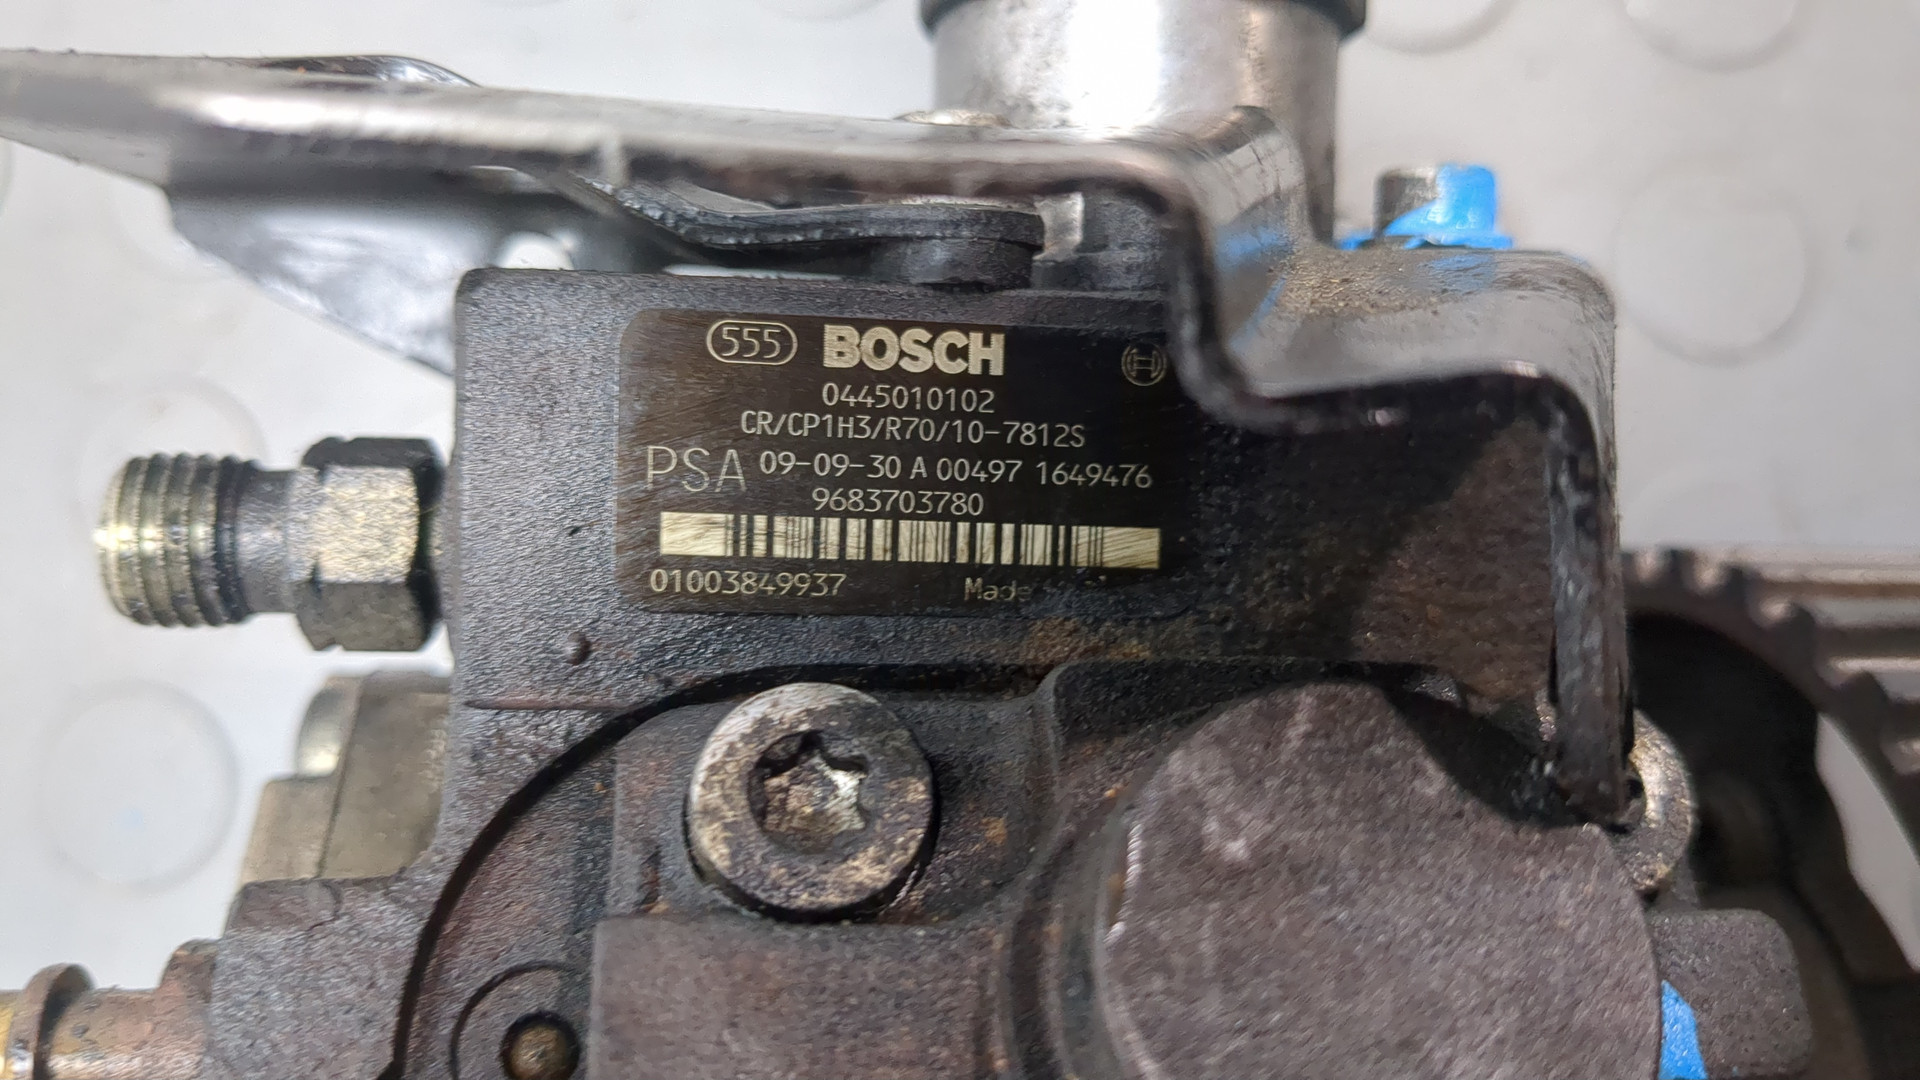 555 BOSCH
0445010102
CR/CP1H3/R70/10-7812S
PSA 09-09-30 A 00497 1649476
9683703780
01003849937 Made